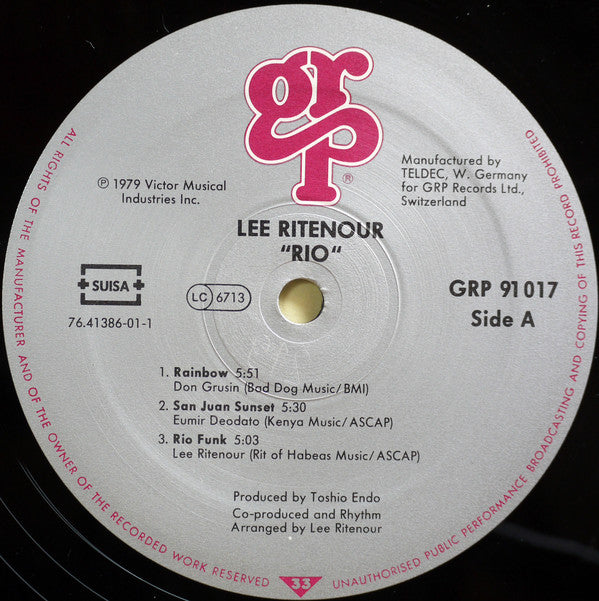 grp
®
℗ 1979 Victor Musical
Industries Inc.
Manufactured by
TELDEC, W. Germany
for GRP Records Ltd.,
Switzerland
LEE RITENOUR
"RIO"
SUISA
LC 6713
76.41386-01-1
GRP 91 017
Side A
1. Rainbow 5:51
Don Grusin (Bad Dog Music/BMI)
2. San Juan Sunset 5:30
Eumir Deodato (Kenya Music/ASCAP)
3. Rio Funk 5:03
Lee Ritenour (Rit of Habeas Music/ASCAP)
Produced by Toshio Endo
Co-produced and Rhythm
Arranged by Lee Ritenour
ALL RIGHTS OF THE MANUFACTURER AND OF THE OWNER OF THE RECORDED WORK RESERVED
33
UNAUTHORISED PUBLIC PERFORMANCE BROADCASTING AND COPYING OF THIS RECORD PROHIBITED